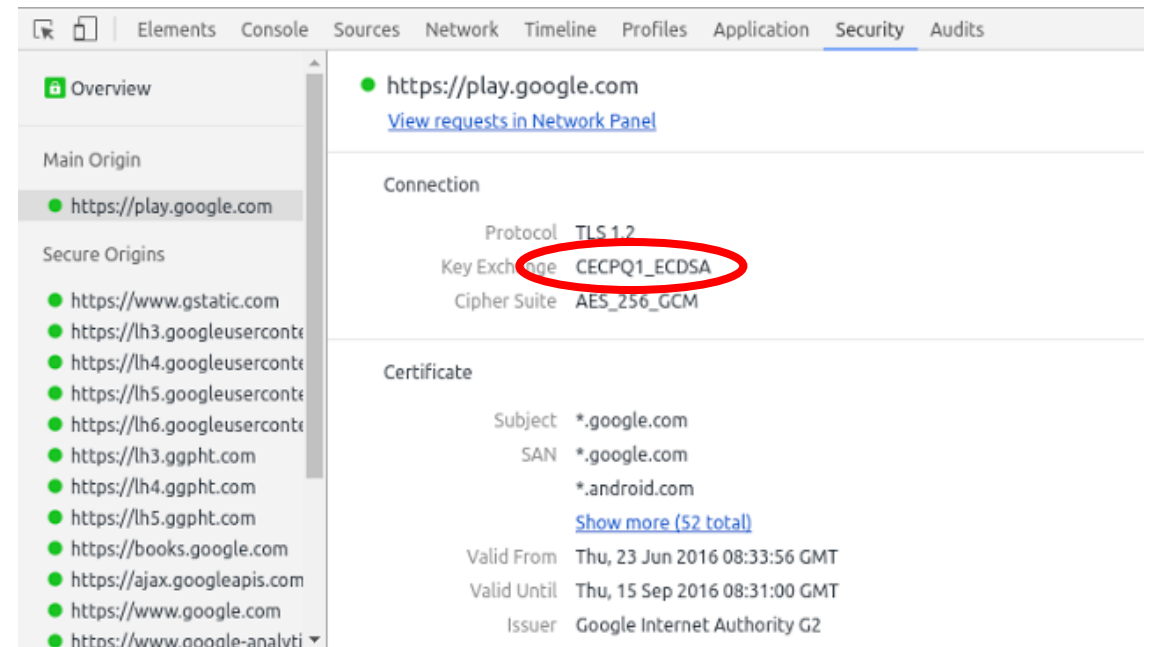 Elements Console Sources Network Timeline Profiles Application Security Audits
Overview
Main Origin
https://play.google.com
Secure Origins
https://www.gstatic.com
https://lh3.googleuserconte
https://lh4.googleuserconte
https://lh5.googleuserconte
https://lh6.googleuserconte
https://lh3.ggpht.com
https://lh4.ggpht.com
https://lh5.ggpht.com
https://books.google.com
https://ajax.googleapis.com
https://www.google.com
https://www.google-analyti
https://play.google.com
View requests in Network Panel
Connection
Protocol TLS 1.2
Key Exchange CECPQ1_ECDSA
Cipher Suite AES_256_GCM
Certificate
Subject *.google.com
SAN *.google.com
*.android.com
Show more (52 total)
Valid From Thu, 23 Jun 2016 08:33:56 GMT
Valid Until Thu, 15 Sep 2016 08:31:00 GMT
Issuer Google Internet Authority G2